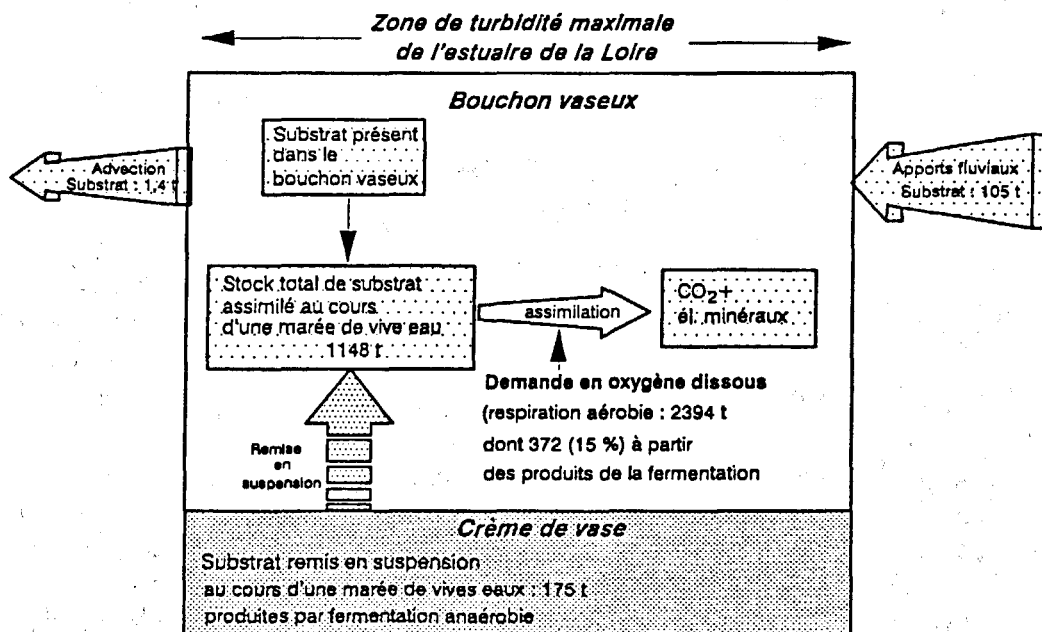 Zone de turbidité maximale
de l'estuaire de la Loire
Bouchon vaseux
Substrat présent
dans le
bouchon vaseux
Advection
Substrat : 1,4 t
Apports fluviaux
Substrat : 105 t
Stock total de substrat
assimilé au cours
d'une marée de vive eau
1148 t
assimilation
CO2+
él. minéraux
Demande en oxygène dissous
(respiration aérobie : 2394 t
dont 372 (15 %) à partir
des produits de la fermentation
Remise
en
suspension
Crème de vase
Substrat remis en suspension
au cours d'une marée de vives eaux : 175 t
produites par fermentation anaérobie